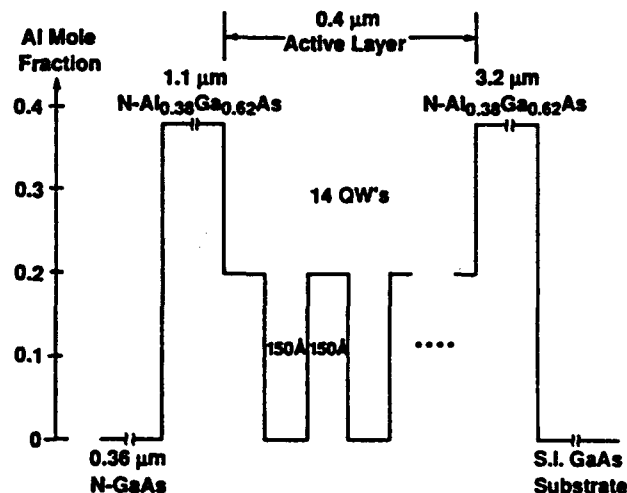 0.4 μm
Active Layer
Al Mole
Fraction
1.1 μm
N-Al0.38Ga0.62As
3.2 μm
N-Al0.38Ga0.62As
0.4
0.3
14 QW's
0.2
150Å 150Å
0.1
0
0.36 μm
N-GaAs
S.I. GaAs
Substrate